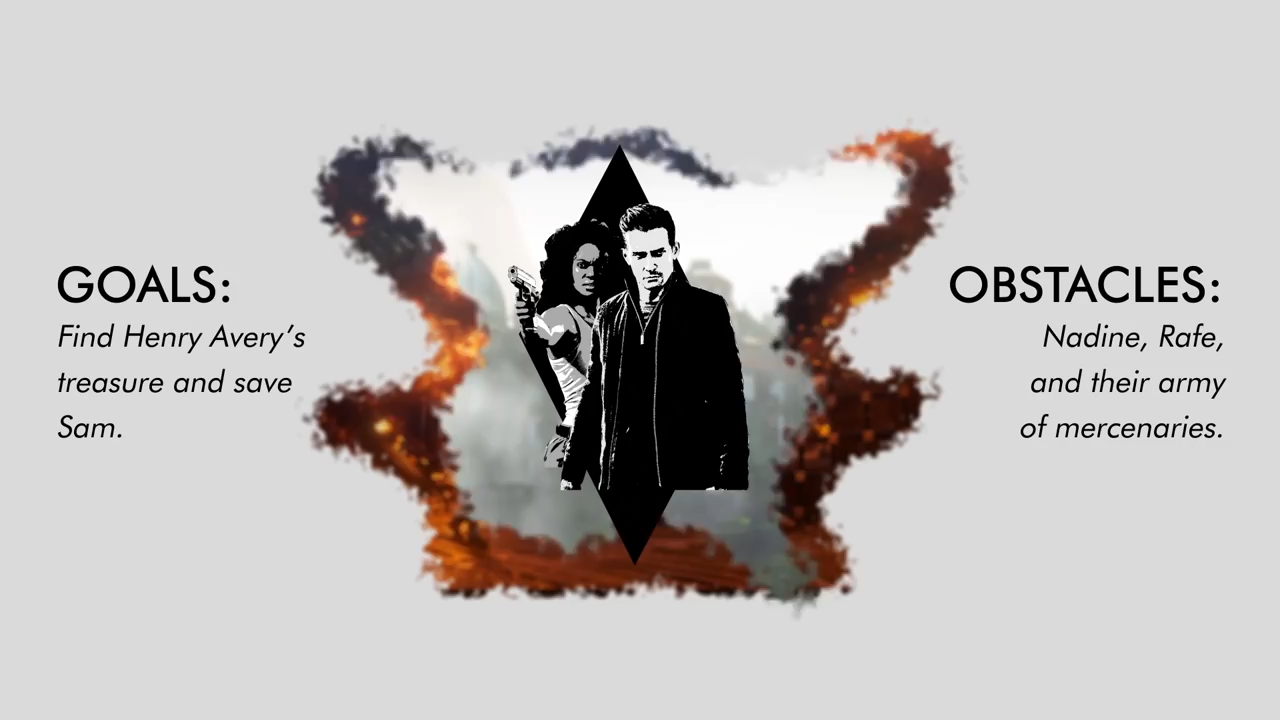 GOALS:
Find Henry Avery’s
treasure and save
Sam.
OBSTACLES:
Nadine, Rafe,
and their army
of mercenaries.